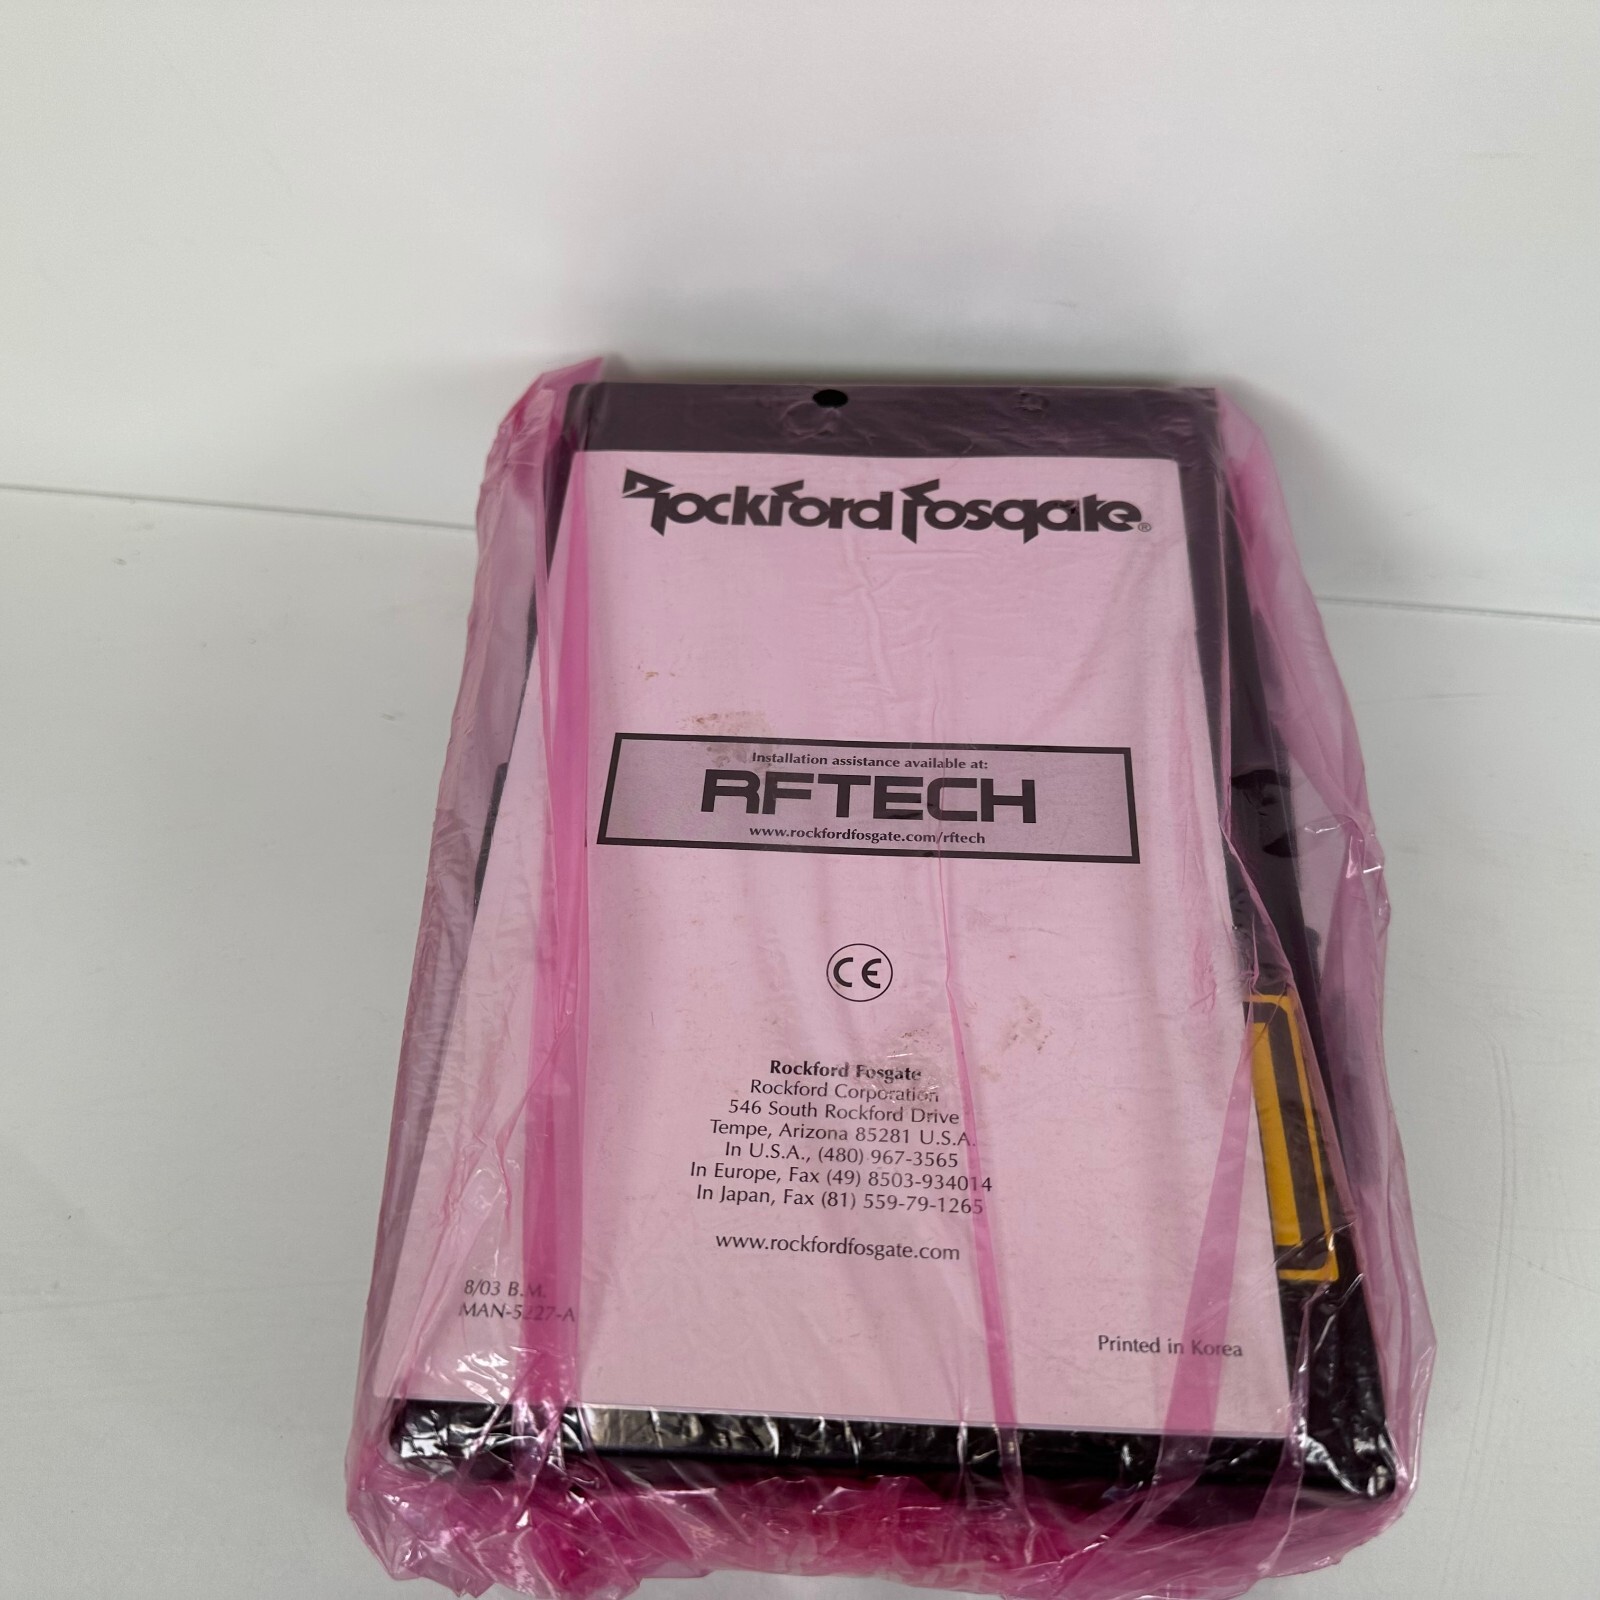 Rockford Fosgate®
Installation assistance available at:
RFTECH
www.rockfordfosgate.com/rftech
CE
Rockford Fosgate
Rockford Corporation
546 South Rockford Drive
Tempe, Arizona 85281 U.S.A.
In U.S.A., (480) 967-3565
In Europe, Fax (49) 8503-934014
In Japan, Fax (81) 559-79-1265
www.rockfordfosgate.com
8/03 B.M.
MAN-5227-A
Printed in Korea